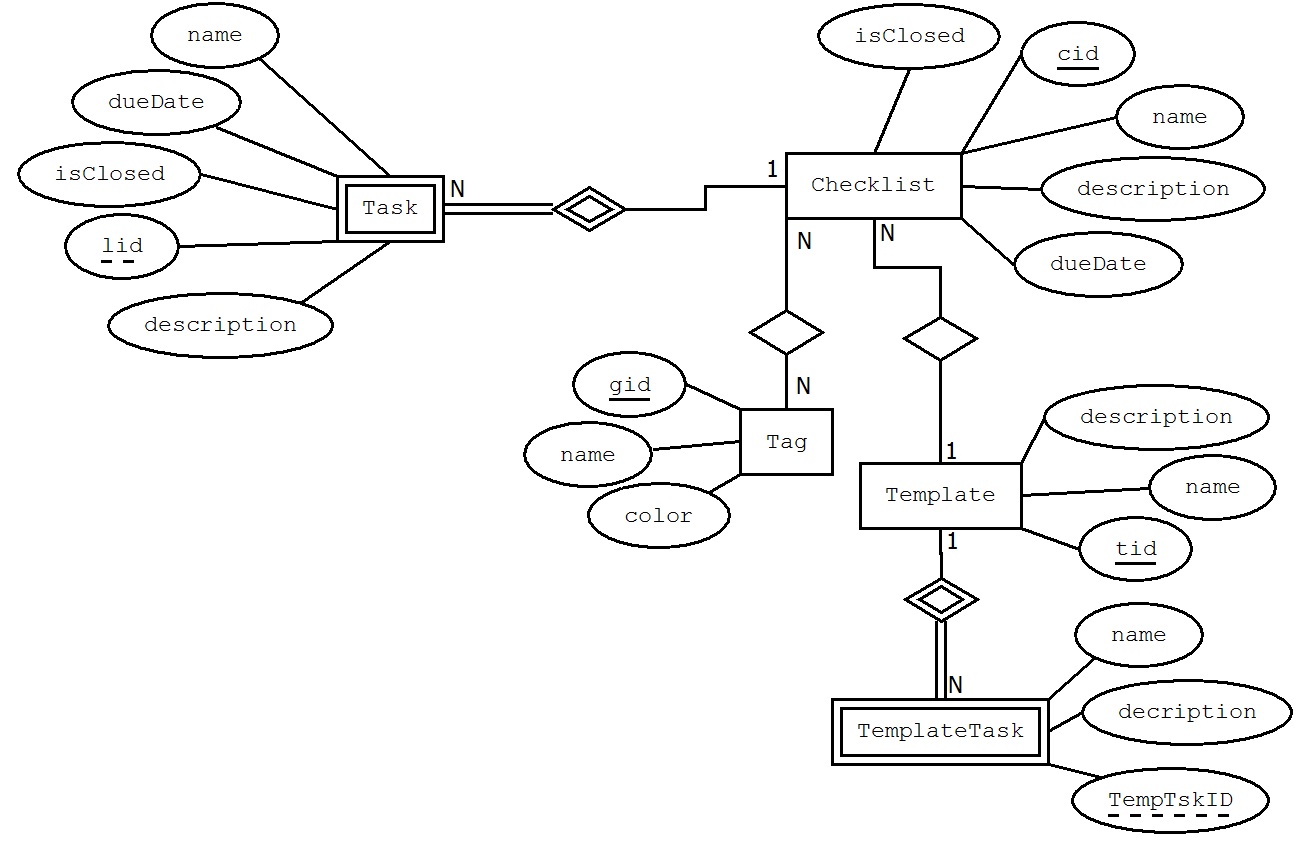 name
isClosed
cid
dueDate
name
isClosed
Task
N
1
Checklist
description
lid
N
N
dueDate
description
gid
N
description
name
Tag
1
Template
name
color
1
tid
name
N
TemplateTask
decription
TempTskID